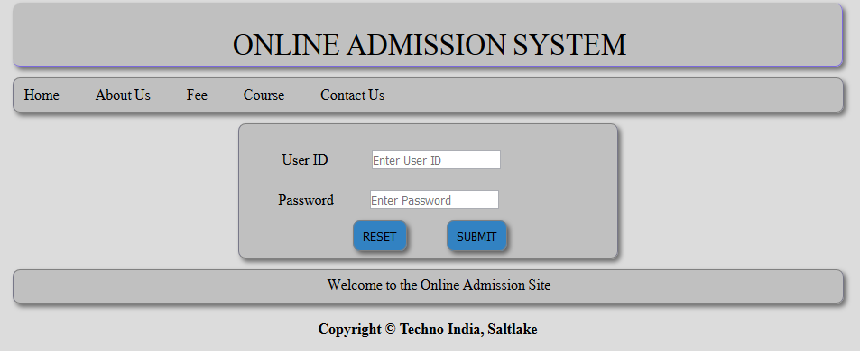 ONLINE ADMISSION SYSTEM
Home About Us Fee Course Contact Us
User ID Enter User ID
Password Enter Password
RESET SUBMIT
Welcome to the Online Admission Site
Copyright © Techno India, Saltlake